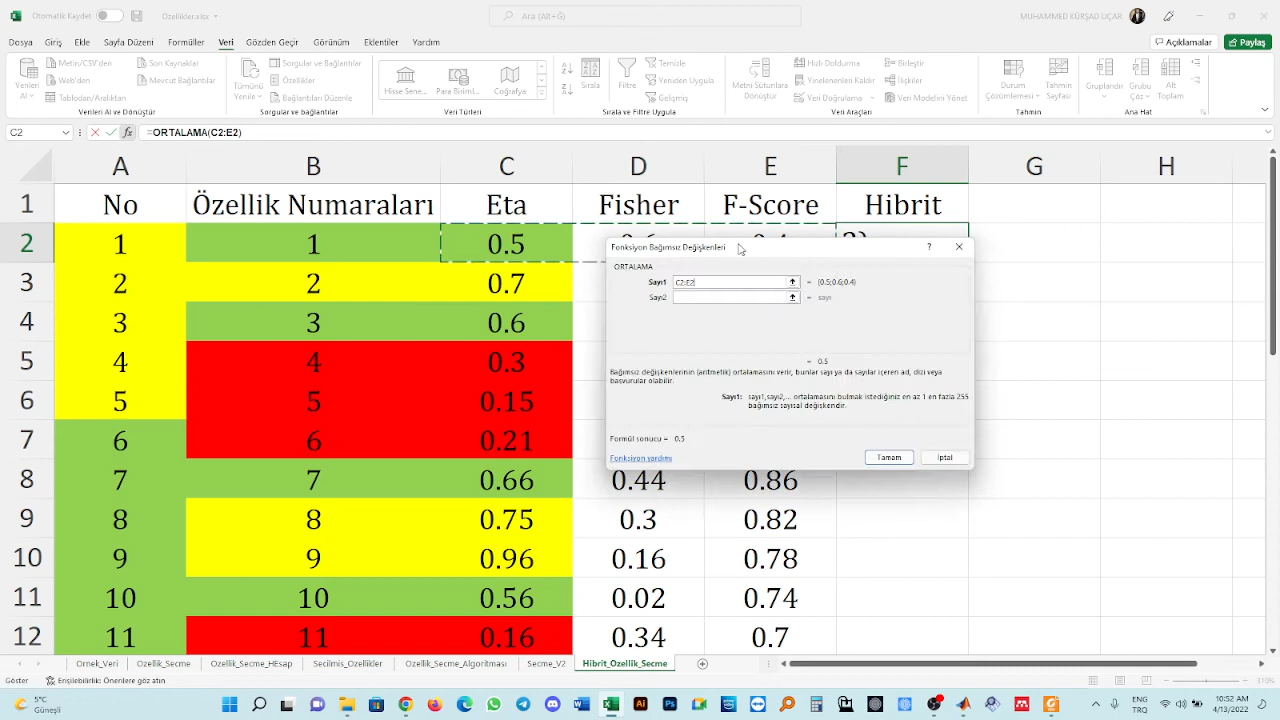 Otomatik Kaydet
Ozellikler.xlsx
Ara (Alt+Ğ)
MUHAMMED KÜRŞAD UÇAR
Dosya Giriş Ekle Sayfa Düzeni Formüller Veri Gözden Geçir Görünüm Eklentiler Yardım
Açıklamalar Paylaş
Verileri Al
Metin/CSV'den
Web'den
Tablodan/Aralıktan
Son Kaynaklar
Mevcut Bağlantılar
Veri Al ve Dönüştür
Tümünü Yenile
Sorgular ve Bağlantılar
Özellikler
Bağlantıları Düzenle
Sorgular ve bağlantılar
Hisse Sene...
Para Birimi...
Coğrafya
Veri Türleri
Sırala
Filtre
Temizle
Yeniden Uygula
Gelişmiş
Sırala ve Filtre Uygula
Metni Sütunlara Dönüştür
Hızlı Doldurma
Yinelenenleri Kaldır
Veri Doğrulama
Birleştir
İlişkiler
Veri Modelini Yönet
Veri Araçları
Durum Çözümlemesi
Tahmin Sayfası
Tahmin
Gruplandır
Grubu Çöz
Alt Toplam
Ana Hat
C2
fx
=ORTALAMA(C2:E2)
A B C D E F G H
1 No Özellik Numaraları Eta Fisher F-Score Hibrit
2 1 1 0.5
3 2 2 0.7
4 3 3 0.6
5 4 4 0.3
6 5 5 0.15
7 6 6 0.21
8 7 7 0.66 0.44 0.86
9 8 8 0.75 0.3 0.82
10 9 9 0.96 0.16 0.78
11 10 10 0.56 0.02 0.74
12 11 11 0.16 0.34 0.7
Fonksiyon Bağımsız Değişkenleri ?
ORTALAMA
Sayı1 C2:E2 = {0.5;0.6;0.4}
Sayı2 = sayı
= 0.5
Bağımsız değişkenlerinin (aritmetik) ortalamasını verir, bunlar sayı ya da sayılar içeren ad, dizi veya
başvurular olabilir.
Sayı1: sayı1;sayı2;... ortalamasını bulmak istediğiniz en az 1 en fazla 255
bağımsız sayısal değişkendir.
Formül sonucu = 0.5
Fonksiyon yardımı
Tamam İptal
Ornek_Veri Özellik_Secme Ozellik_Secme_HEsap Secilmis_Ozellikler Ozellik_Secme_Algoritması Secme_V2 Hibrit_Ozellik_Secme
Göster Erişilebilirlik: Önerilere göz atın
310%
5°C
Güneşli
ENG
TRQ
10:52 AM
4/13/2022